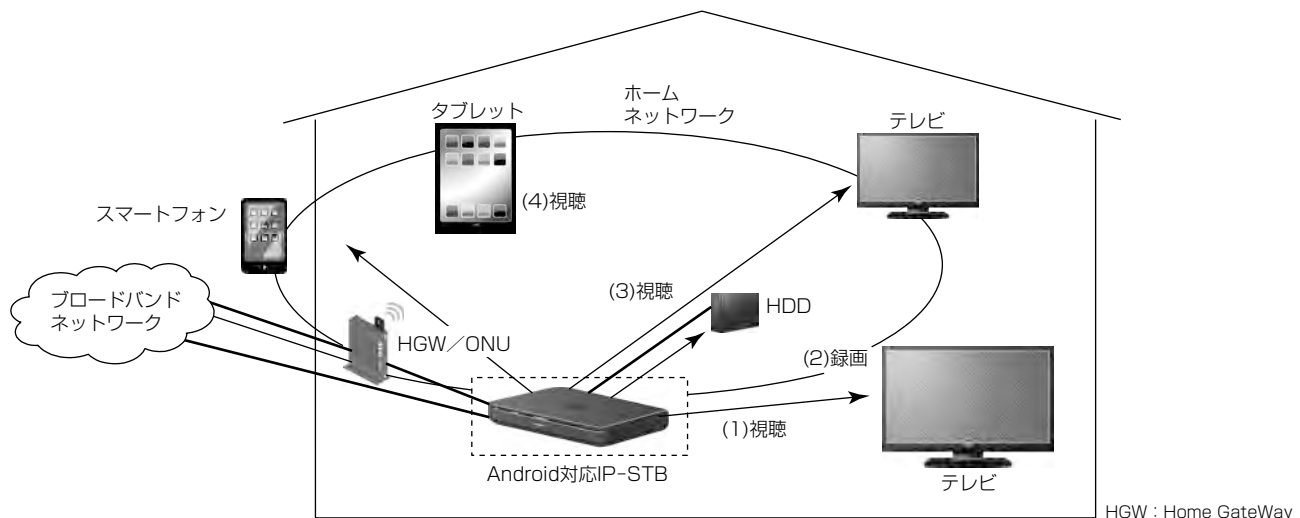 ホーム
ネットワーク
タブレット
テレビ
(4)視聴
スマートフォン
ブロードバンド
ネットワーク
(3)視聴
HDD
HGW/ONU
(2)録画
(1)視聴
Android対応IP-STB
テレビ
HGW:Home GateWay